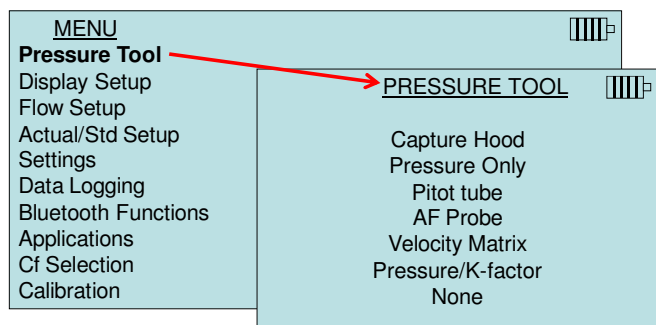 MENU
Pressure Tool
Display Setup
Flow Setup
Actual/Std Setup
Settings
Data Logging
Bluetooth Functions
Applications
Cf Selection
Calibration
PRESSURE TOOL
Capture Hood
Pressure Only
Pitot tube
AF Probe
Velocity Matrix
Pressure/K-factor
None